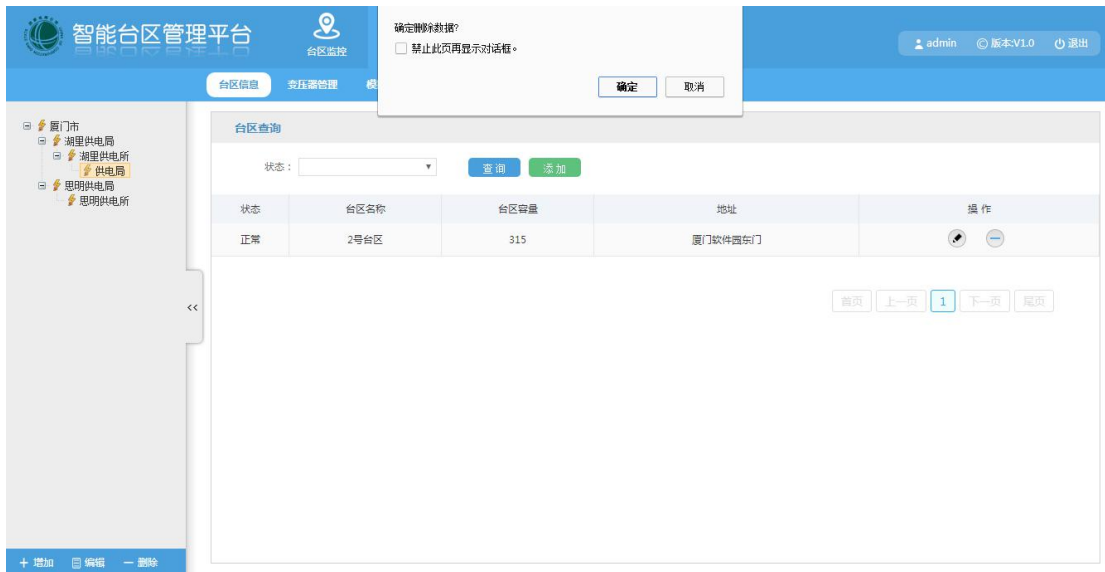 智能台区管理平台
台区监控
确定删除数据?
禁止此页再显示对话框。
确定 取消
admin ©版本:V1.0 退出
台区信息 变压器管理 模
厦门市
湖里供电局
湖里供电所
供电局
思明供电局
思明供电所
台区查询
状态: 查询 添加
状态 台区名称 台区容量 地址 操作
正常 2号台区 315 厦门软件园东门
首页 上一页 1 下一页 尾页
<<
增加 编辑 删除